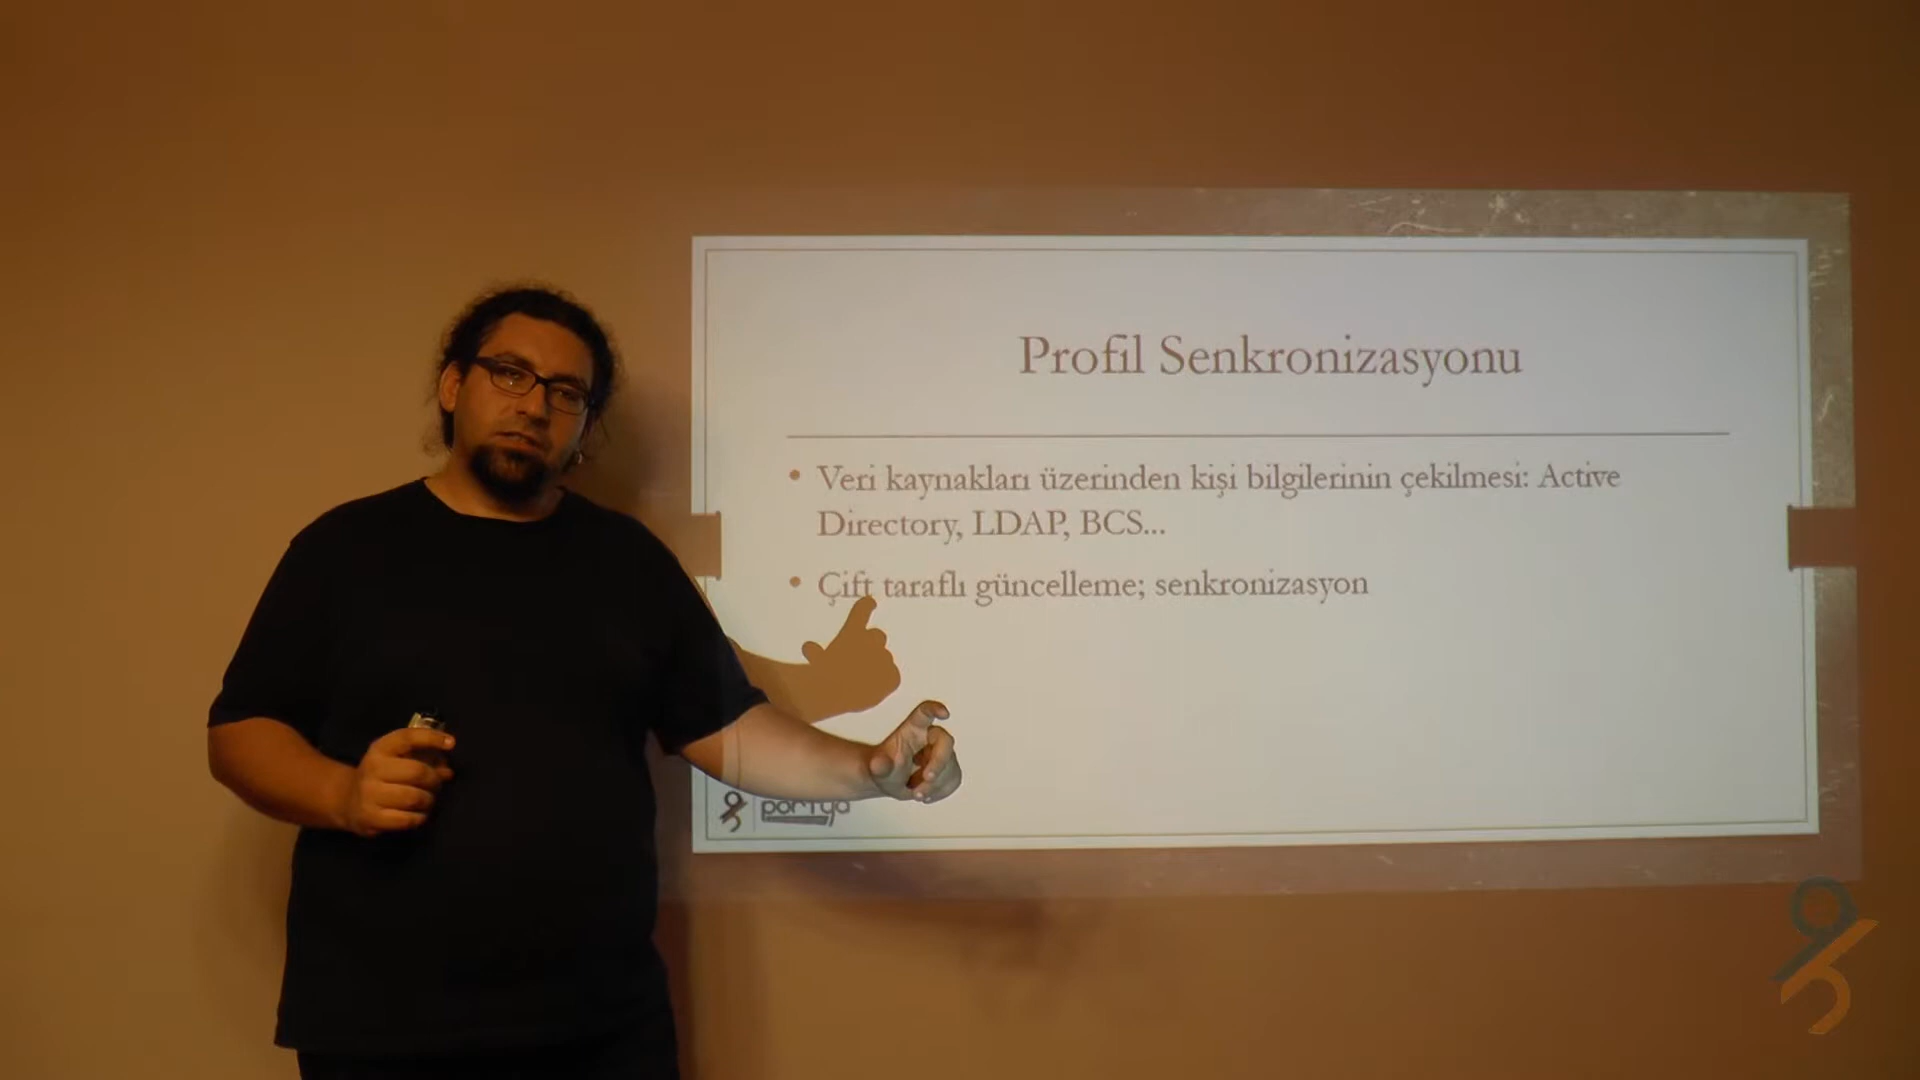 Profil Senkronizasyonu
• Veri kaynakları üzerinden kişi bilgilerinin çekilmesi: Active
Directory, LDAP, BCS...
• Çift taraflı güncelleme; senkronizasyon
portya